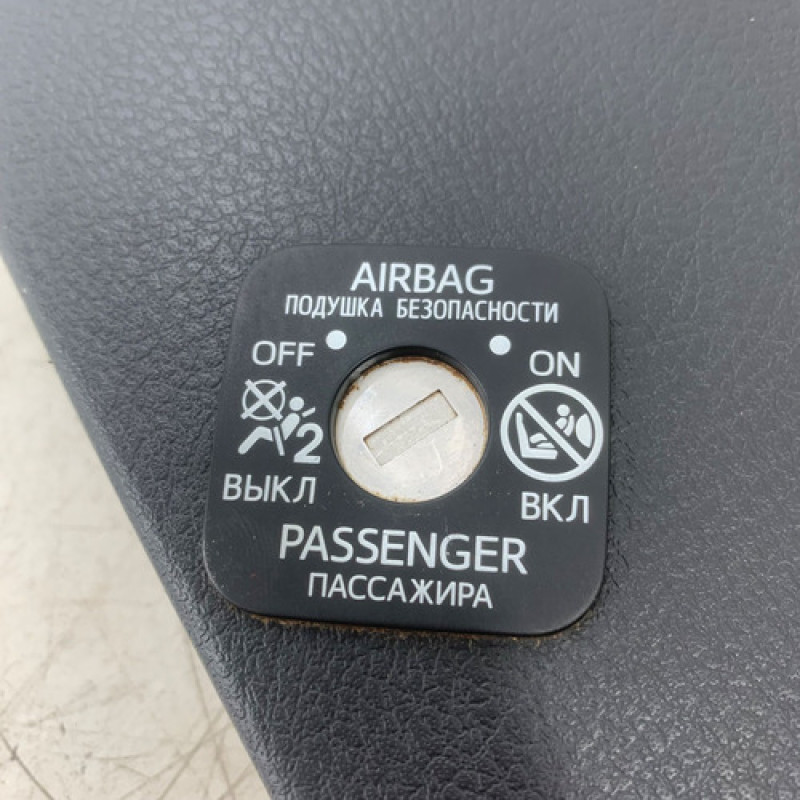 AIRBAG
ПОДУШКА БЕЗОПАСНОСТИ
OFF ON
2
ВЫКЛ ВКЛ
PASSENGER
ПАССАЖИРА